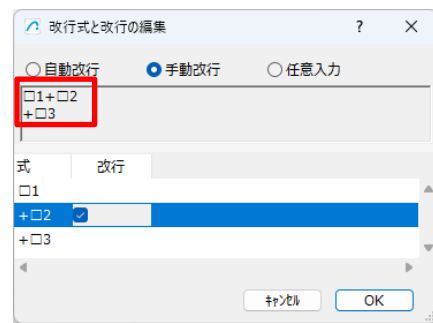 改行式と改行の編集 ? ×
自動改行 手動改行 任意入力
□1+□2
+□3
式 改行
□1
+□2
+□3
ｷｬﾝｾﾙ OK